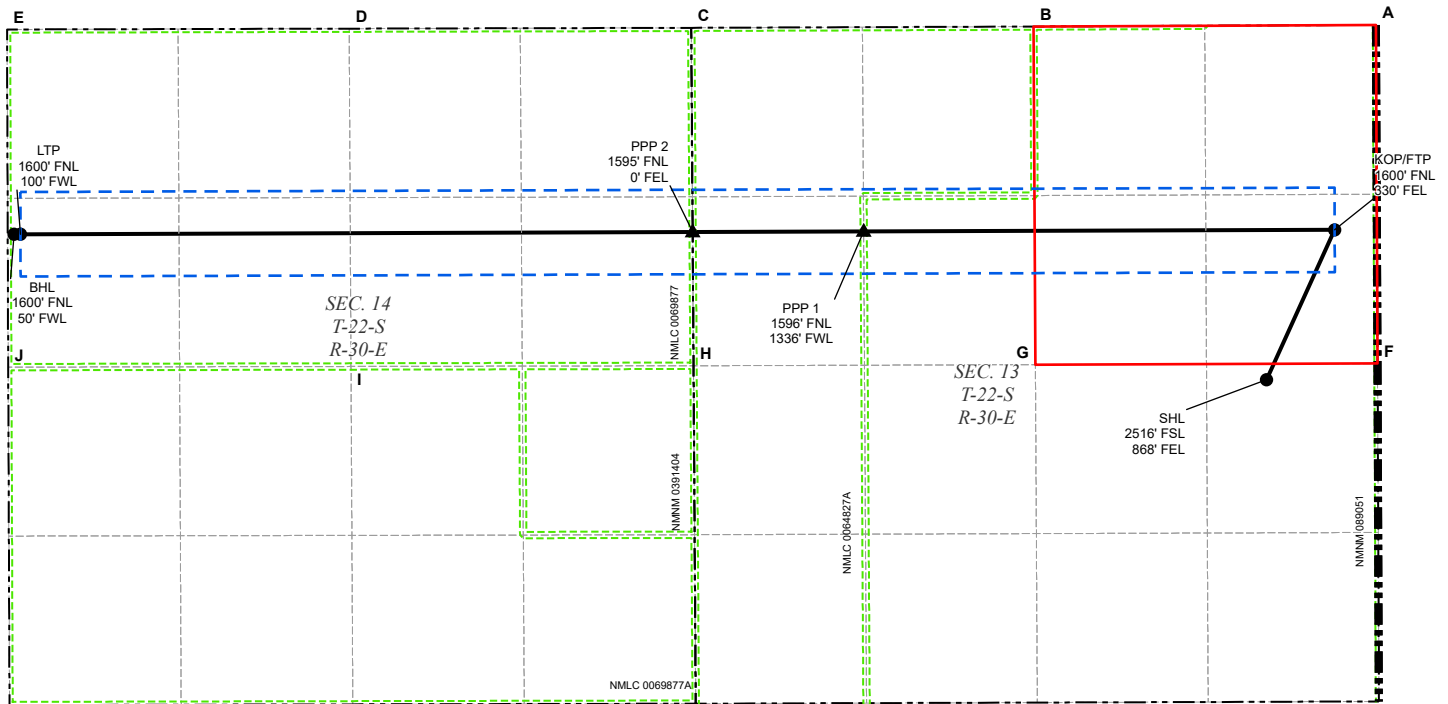 E
D
C
B
A
LTP
1600' FNL
100' FWL
PPP 2
1595' FNL
0' FEL
KOP/FTP
1600' FNL
330' FEL
BHL
1600' FNL
50' FWL
SEC. 14
T-22-S
R-30-E
NMLC 0069877
PPP 1
1596' FNL
1336' FWL
J
I
H
G
F
SEC. 13
T-22-S
R-30-E
SHL
2516' FSL
868' FEL
NMNM 0391404
NMLC 0064827A
NMNM 089051
NMLC 0069877A